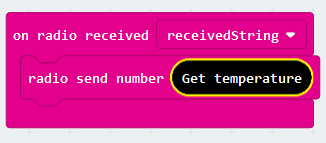 on radio received receivedString
radio send number Get temperature